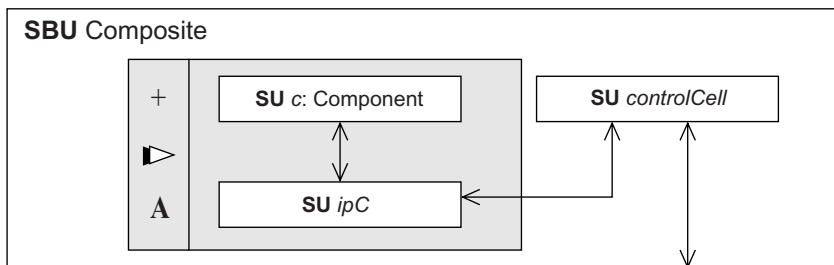 SBU Composite
+
SU c: Component
SU controlCell
A
SU ipC